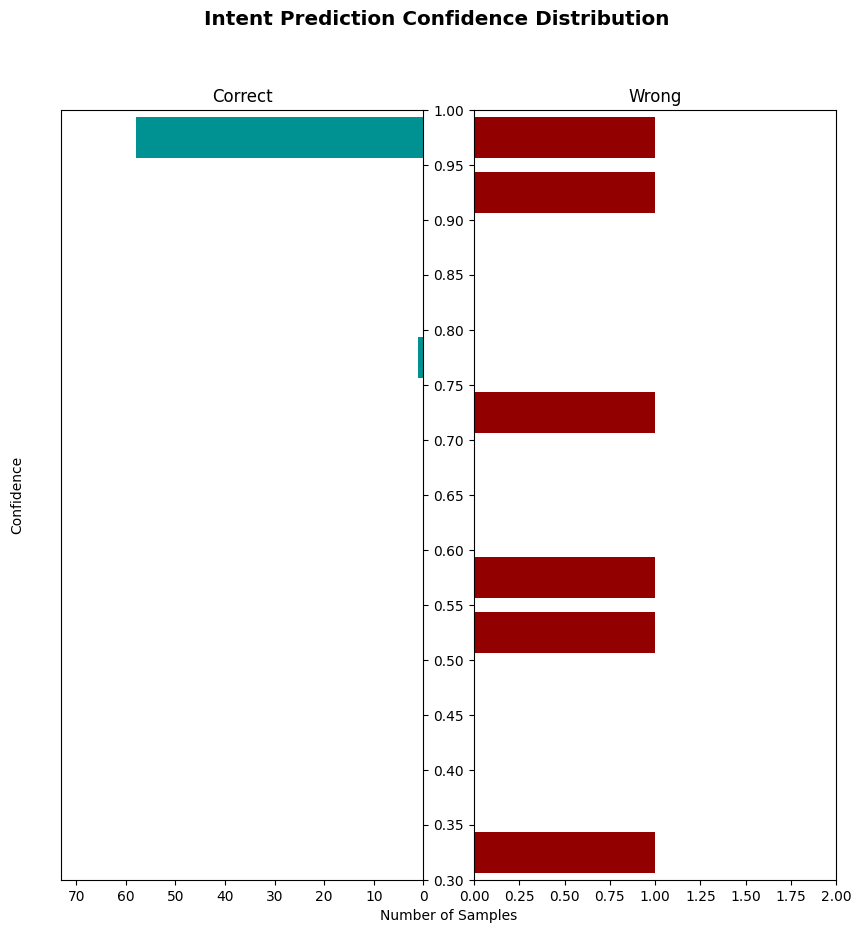 Intent Prediction Confidence Distribution
Correct
Wrong
Confidence
1.00
0.95
0.90
0.85
0.80
0.75
0.70
0.65
0.60
0.55
0.50
0.45
0.40
0.35
0.30
70 60 50 40 30 20 10 0
0.00 0.25 0.50 0.75 1.00 1.25 1.50 1.75 2.00
Number of Samples